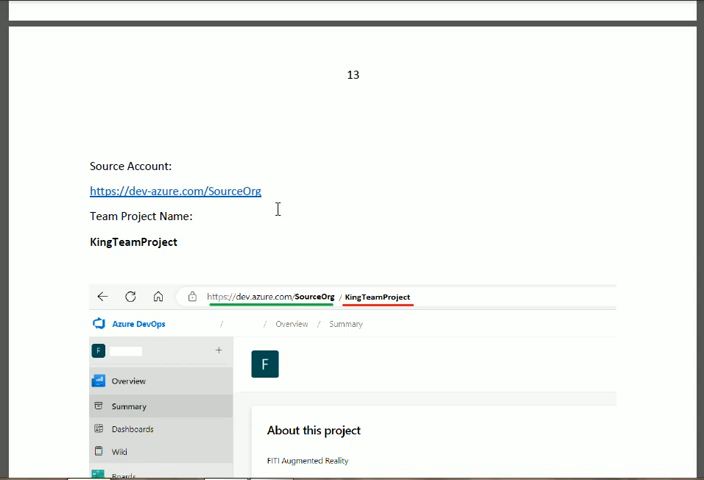 13
Source Account:
https://dev-azure.com/SourceOrg
Team Project Name:
KingTeamProject
https://dev.azure.com/SourceOrg / KingTeamProject
Azure DevOps / / Overview / Summary
F +
F
Overview
Summary
Dashboards
Wiki
Boards
About this project
FITI Augmented Reality